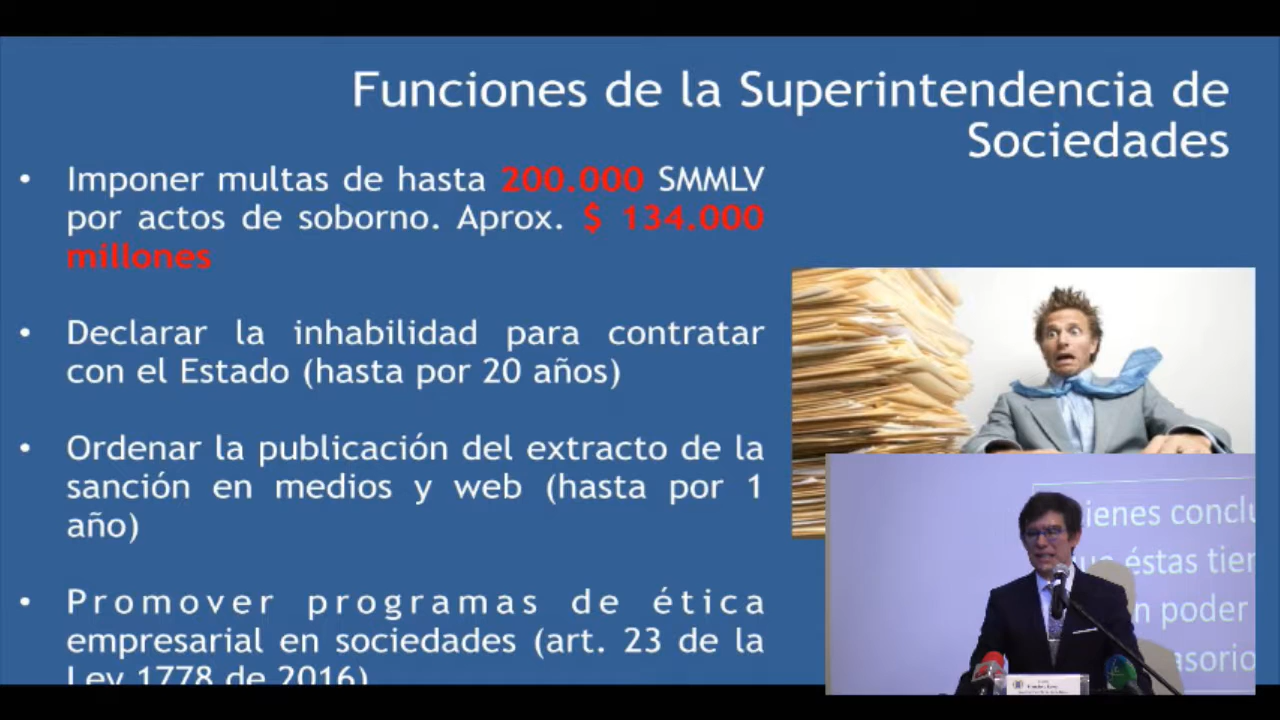 Funciones de la Superintendencia de
Sociedades
• Imponer multas de hasta 200.000 SMMLV
por actos de soborno. Aprox. $ 134.000
millones
• Declarar la inhabilidad para contratar
con el Estado (hasta por 20 años)
• Ordenar la publicación del extracto de la
sanción en medios y web (hasta por 1
año)
• Promover programas de ética
empresarial en sociedades (art. 23 de la
Ley 1778 de 2016)
éstas
poder